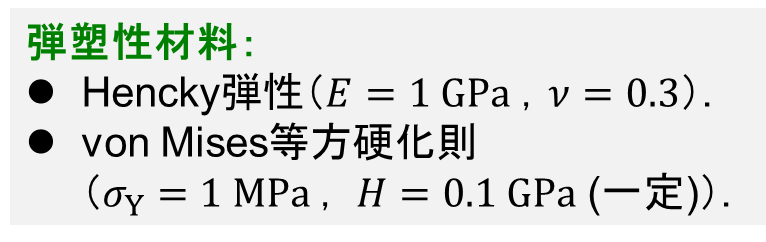 弾塑性材料:
● Hencky弾性(𝐸 = 1 GPa , 𝜈 = 0.3).
● von Mises等方硬化則
(σ_Y = 1 MPa , 𝐻 = 0.1 GPa (一定)).